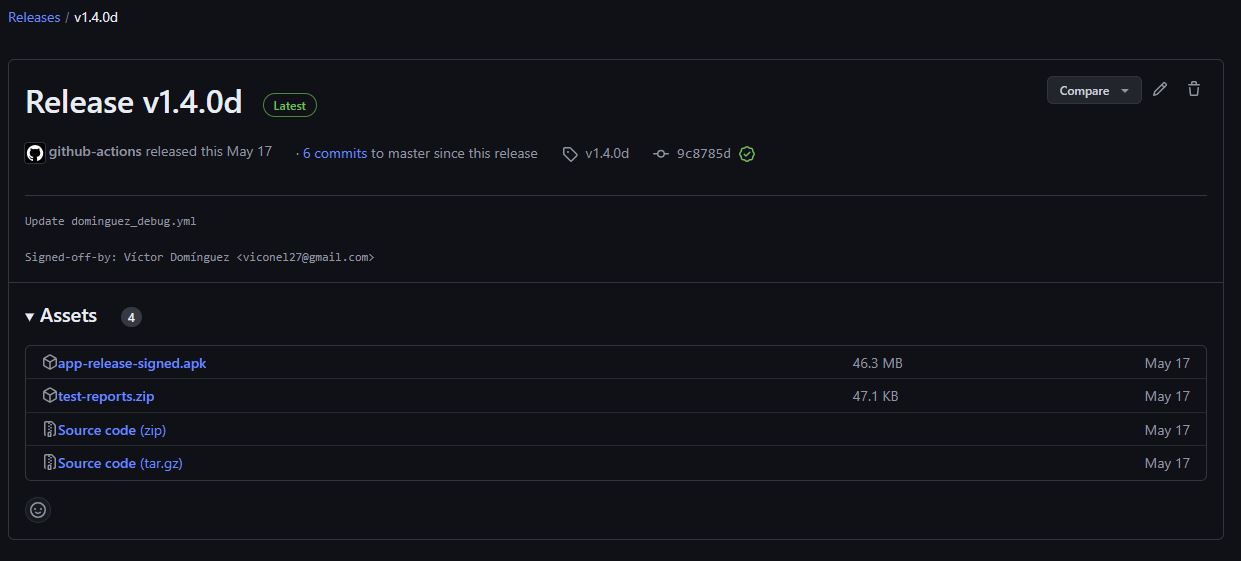 Releases / v1.4.0d
Release v1.4.0d Latest Compare
github-actions released this May 17 · 6 commits to master since this release v1.4.0d 9c8785d
Update dominguez_debug.yml
Signed-off-by: Víctor Domínguez <viconel27@gmail.com>
Assets 4
app-release-signed.apk 46.3 MB May 17
test-reports.zip 47.1 KB May 17
Source code (zip) May 17
Source code (tar.gz) May 17